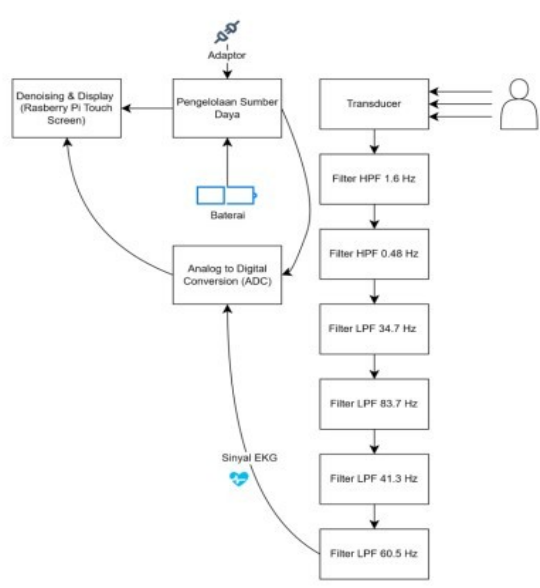 Adaptor
Denoising & Display
(Rasberry Pi Touch
Screen)
Pengelolaan Sumber
Daya
Transducer
Filter HPF 1.6 Hz
Baterai
Filter HPF 0.48 Hz
Analog to Digital
Conversion (ADC)
Filter LPF 34.7 Hz
Filter LPF 83.7 Hz
Sinyal EKG
Filter LPF 41.3 Hz
Filter LPF 60.5 Hz